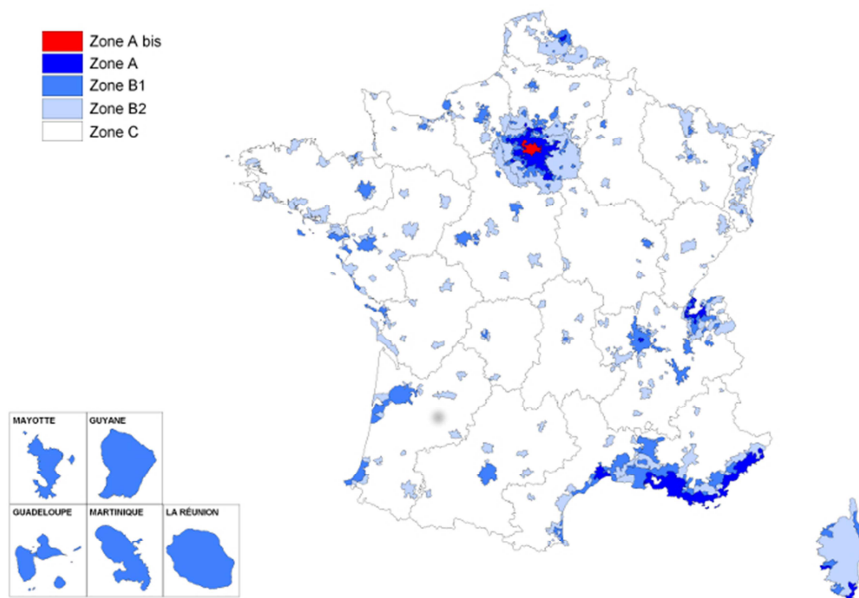 Zone A bis
Zone A
Zone B1
Zone B2
Zone C
MAYOTTE
GUYANE
GUADELOUPE
MARTINIQUE
LA RÉUNION